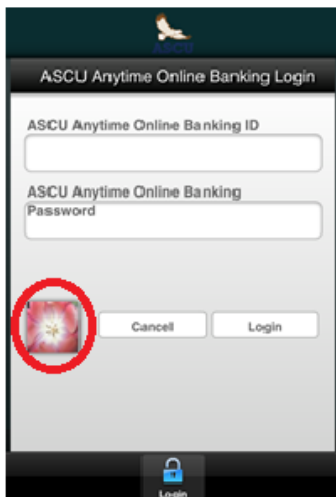 ASCU
ASCU Anytime Online Banking Login
ASCU Anytime Online Banking ID
ASCU Anytime Online Banking
Password
Cancell Login
Login